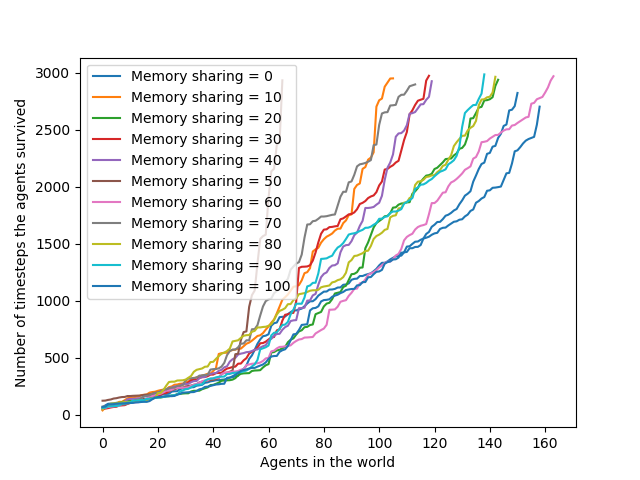 Number of timesteps the agents survived
3000
2500
2000
1500
1000
500
0
Memory sharing = 0
Memory sharing = 10
Memory sharing = 20
Memory sharing = 30
Memory sharing = 40
Memory sharing = 50
Memory sharing = 60
Memory sharing = 70
Memory sharing = 80
Memory sharing = 90
Memory sharing = 100
0 20 40 60 80 100 120 140 160
Agents in the world